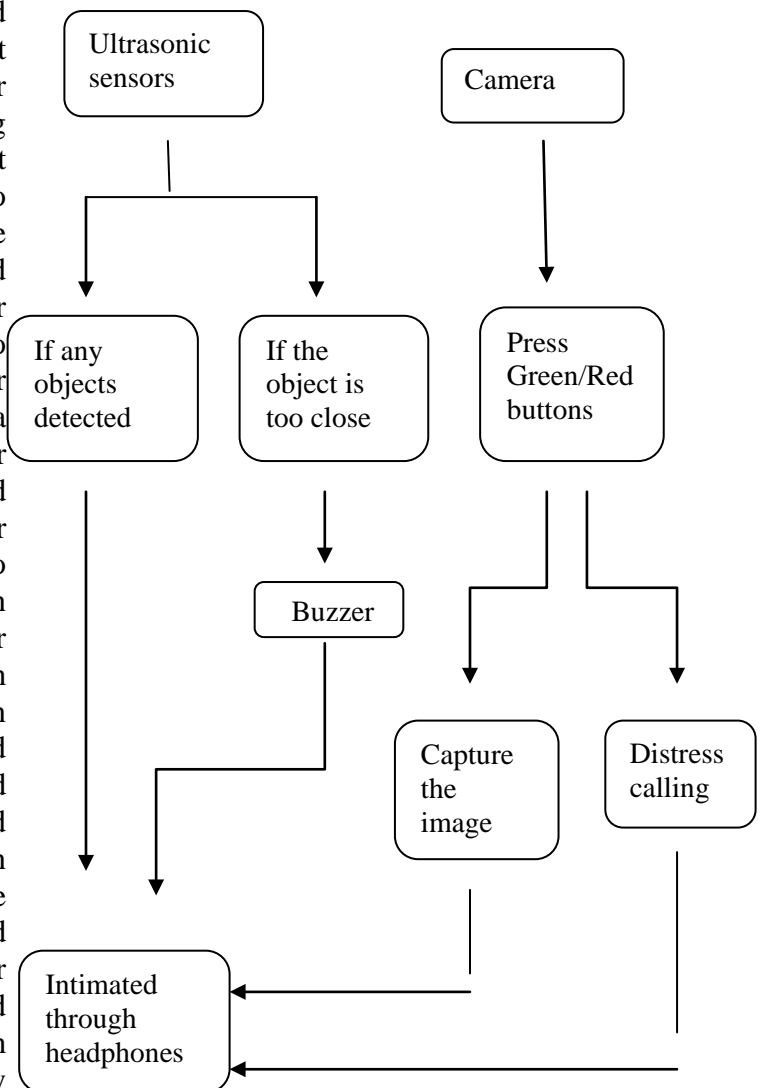 Ultrasonic
sensors
Camera
If any
objects
detected
If the
object is
too close
Press
Green/Red
buttons
Buzzer
Capture
the
image
Distress
calling
Intimated
through
headphones